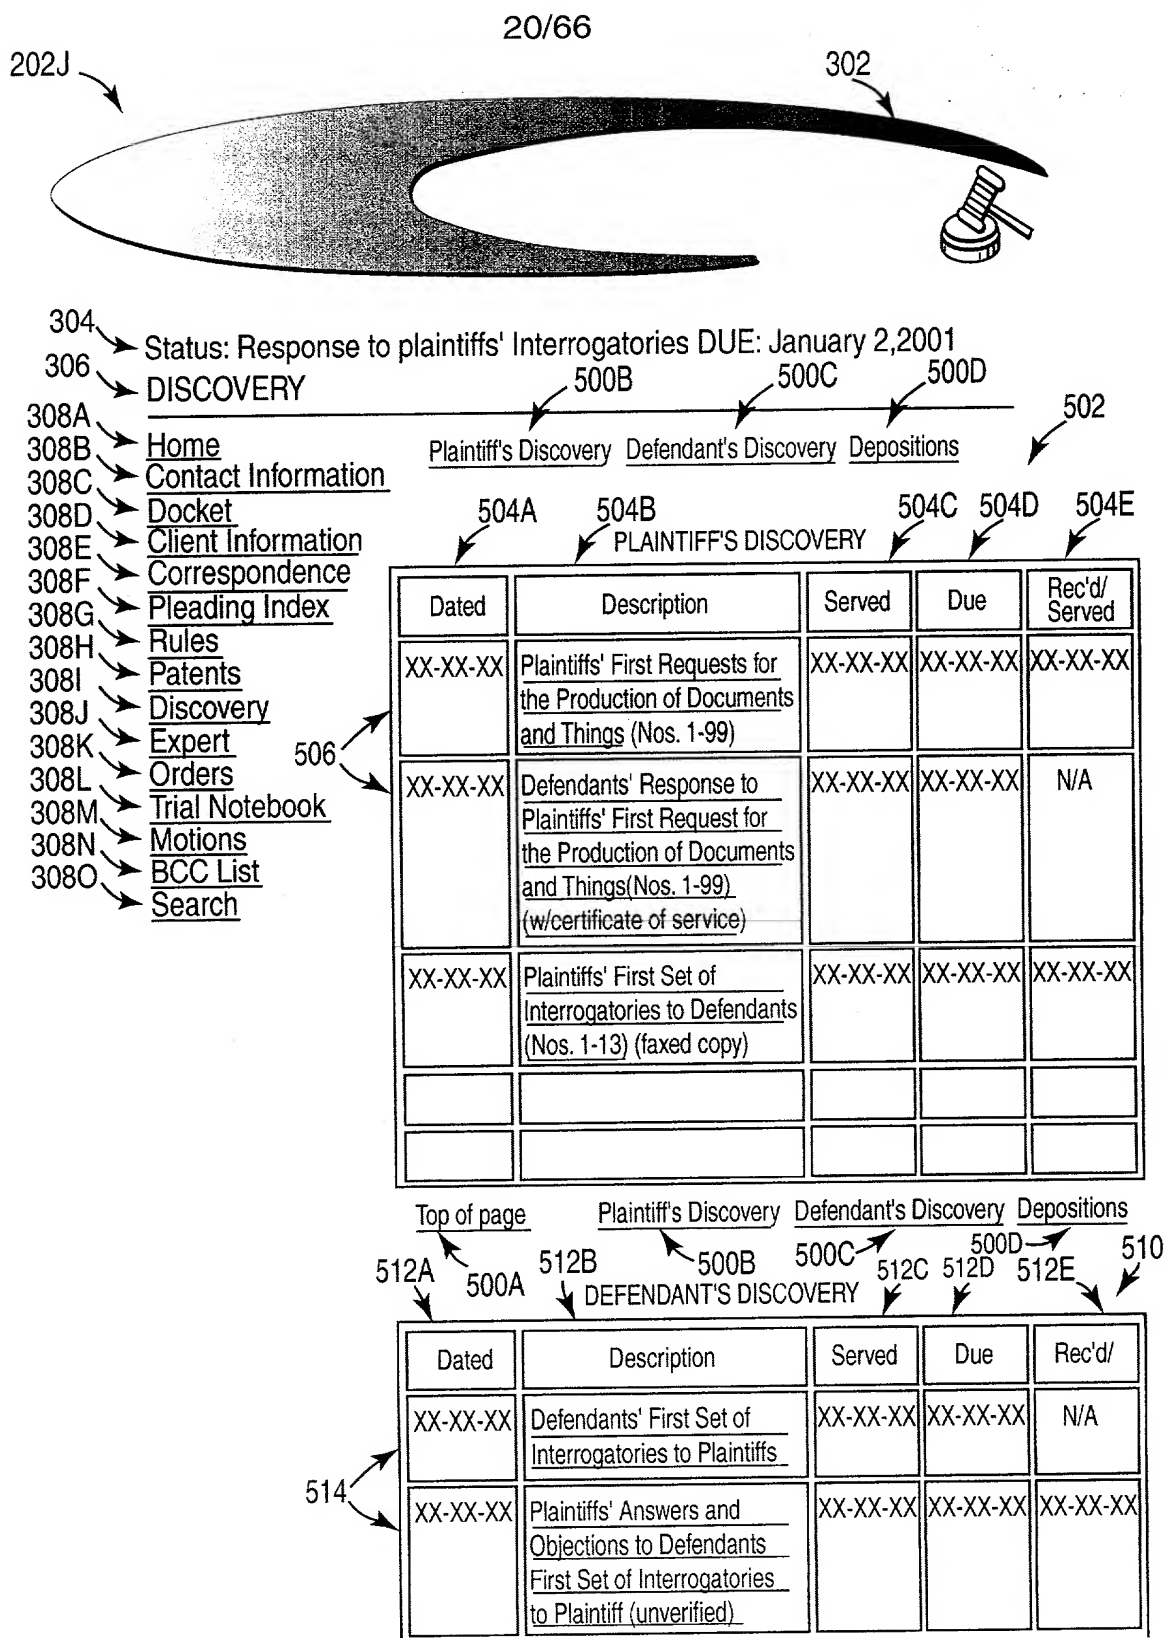 20/66
202J
302
304 Status: Response to plaintiffs' Interrogatories DUE: January 2,2001
306 DISCOVERY
500B 500C 500D
502
Plaintiff's Discovery Defendant's Discovery Depositions
308A Home
308B Contact Information
308C Docket
308D Client Information
308E Correspondence
308F Pleading Index
308G Rules
308H Patents
308I Discovery
308J Expert
308K Orders
308L Trial Notebook
308M Motions
308N BCC List
308O Search
504A 504B 504C 504D 504E
PLAINTIFF'S DISCOVERY
Dated Description Served Due Rec'd/
Served
506
XX-XX-XX Plaintiffs' First Requests for XX-XX-XX XX-XX-XX XX-XX-XX
the Production of Documents
and Things (Nos. 1-99)
XX-XX-XX Defendants' Response to XX-XX-XX XX-XX-XX N/A
Plaintiffs' First Request for
the Production of Documents
and Things(Nos. 1-99)
(w/certificate of service)
XX-XX-XX Plaintiffs' First Set of XX-XX-XX XX-XX-XX XX-XX-XX
Interrogatories to Defendants
(Nos. 1-13) (faxed copy)
Top of page Plaintiff's Discovery Defendant's Discovery Depositions
500A 500B 500C 500D
510
512A 512B 512C 512D 512E
DEFENDANT'S DISCOVERY
Dated Description Served Due Rec'd/
514
XX-XX-XX Defendants' First Set of XX-XX-XX XX-XX-XX N/A
Interrogatories to Plaintiffs
XX-XX-XX Plaintiffs' Answers and XX-XX-XX XX-XX-XX XX-XX-XX
Objections to Defendants
First Set of Interrogatories
to Plaintiff (unverified)